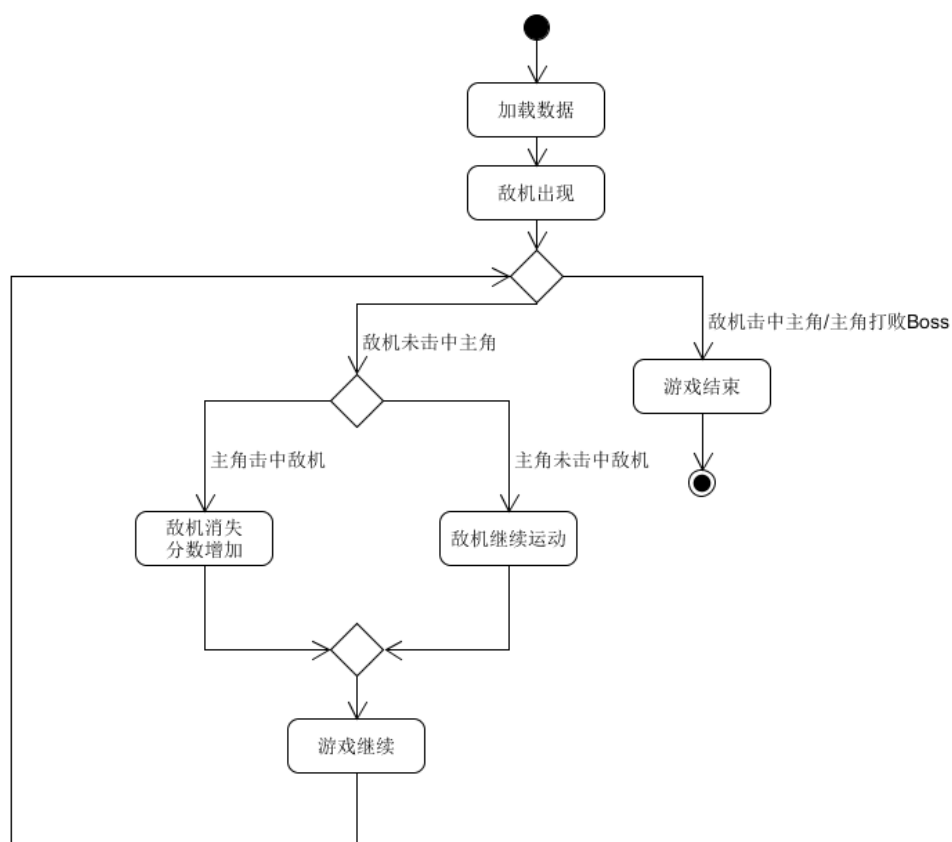 加载数据
敌机出现
敌机击中主角/主角打败Boss
敌机未击中主角
游戏结束
主角击中敌机
主角未击中敌机
敌机消失
分数增加
敌机继续运动
游戏继续